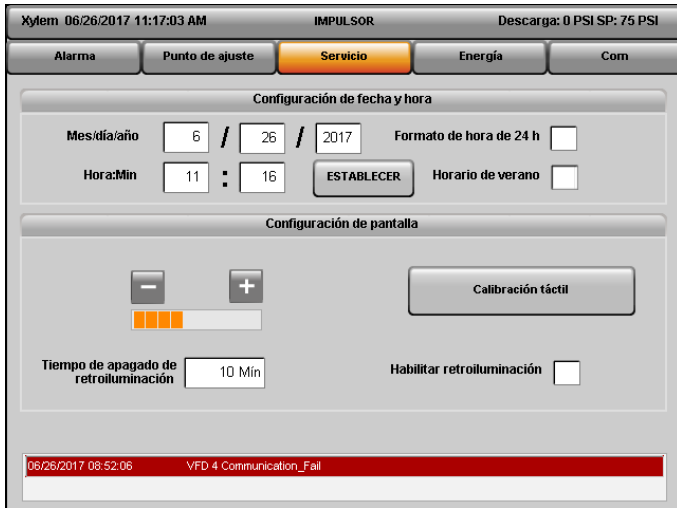 Xylem 06/26/2017 11:17:03 AM IMPULSOR Descarga: 0 PSI SP: 75 PSI
Alarma Punto de ajuste Servicio Energía Com
Configuración de fecha y hora
Mes/día/año 6 / 26 / 2017 Formato de hora de 24 h
Hora:Min 11 : 16 ESTABLECER Horario de verano
Configuración de pantalla
− +
Calibración táctil
Tiempo de apagado de
retroiluminación 10 Mín Habilitar retroiluminación
06/26/2017 08:52:06 VFD 4 Communication_Fail